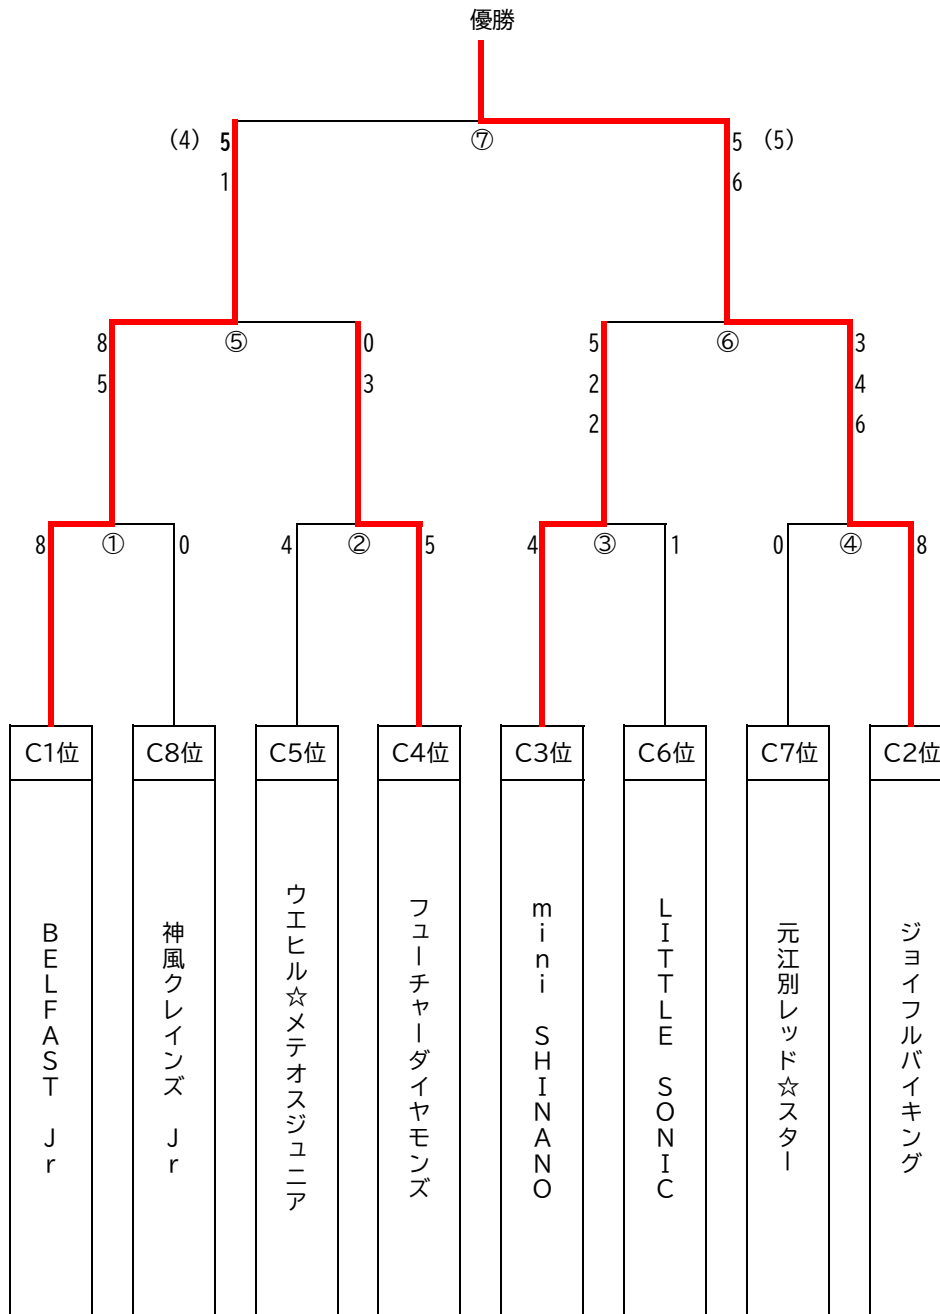 優勝
(4) 5 ⑦ 5 (5)
1 6
8 ⑤ 0 5 ⑥ 3
5 3 2 4
2 6
8 ① 0 4 ② 5 4 ③ 1 0 ④ 8
C1位 C8位 C5位 C4位 C3位 C6位 C7位 C2位
BELFAST Jr
神風クレインズ Jr
ウエヒル☆メテオスジュニア
フューチャーダイヤモンズ
mini SHINANO
LITTLE SONIC
元江別レッド☆スター
ジョイフルバイキング